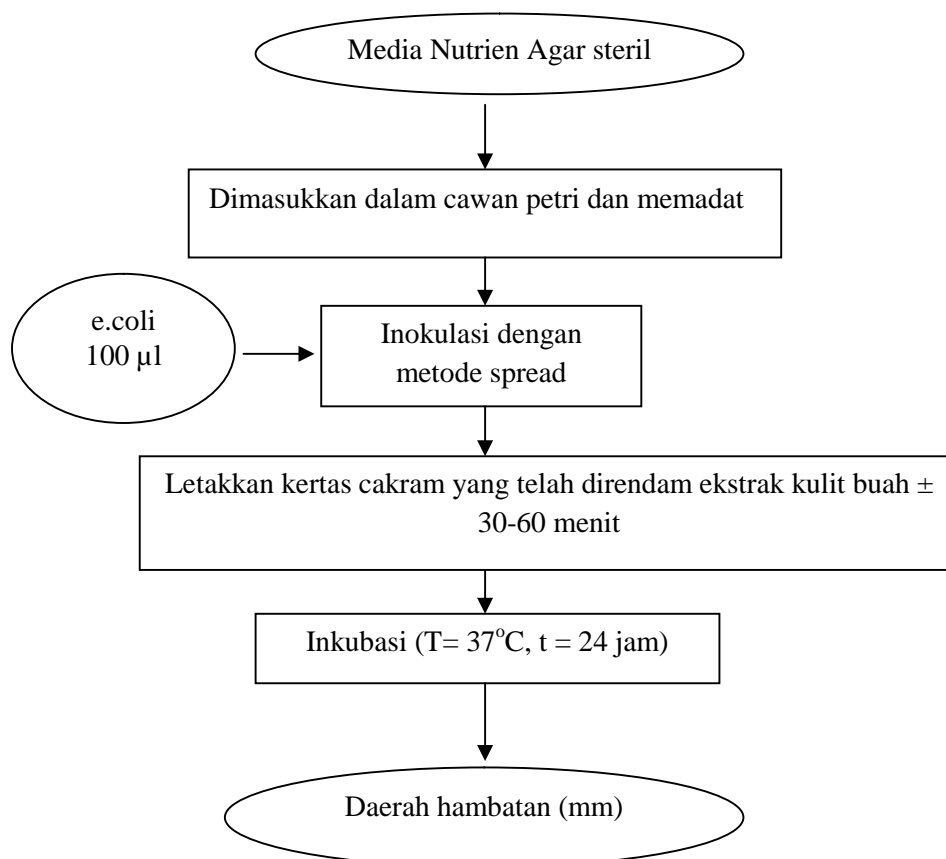 Media Nutrien Agar steril
Dimasukkan dalam cawan petri dan memadat
e.coli
100 µl
Inokulasi dengan
metode spread
Letakkan kertas cakram yang telah direndam ekstrak kulit buah ±
30-60 menit
Inkubasi (T= 37°C, t = 24 jam)
Daerah hambatan (mm)